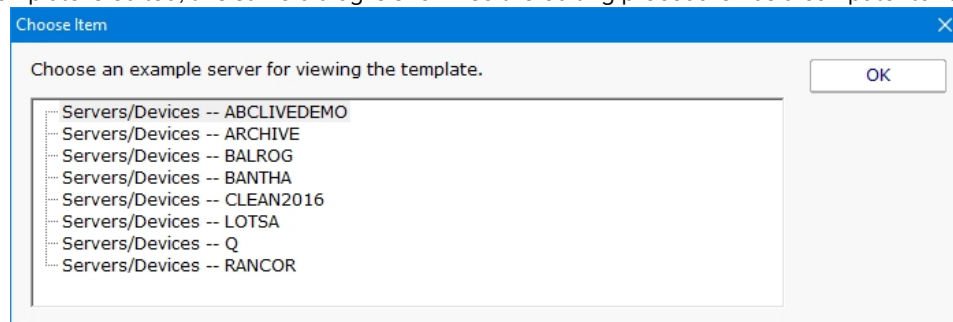 Choose Item
Choose an example server for viewing the template.
OK
Servers/Devices -- ABCLIVEDEMO
Servers/Devices -- ARCHIVE
Servers/Devices -- BALROG
Servers/Devices -- BANTHA
Servers/Devices -- CLEAN2016
Servers/Devices -- LOTSA
Servers/Devices -- Q
Servers/Devices -- RANCOR